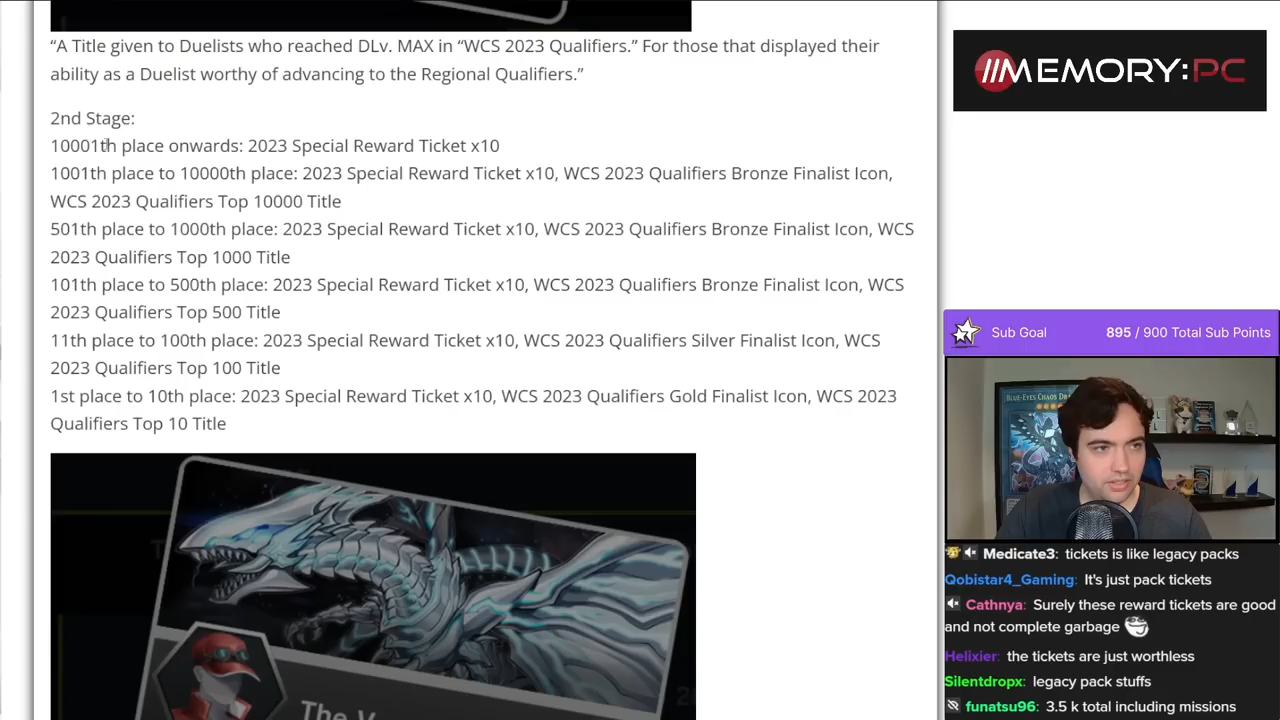 “A Title given to Duelists who reached DLv. MAX in “WCS 2023 Qualifiers.” For those that displayed their
ability as a Duelist worthy of advancing to the Regional Qualifiers.”
2nd Stage:
10001th place onwards: 2023 Special Reward Ticket x10
1001th place to 10000th place: 2023 Special Reward Ticket x10, WCS 2023 Qualifiers Bronze Finalist Icon,
WCS 2023 Qualifiers Top 10000 Title
501th place to 1000th place: 2023 Special Reward Ticket x10, WCS 2023 Qualifiers Bronze Finalist Icon, WCS
2023 Qualifiers Top 1000 Title
101th place to 500th place: 2023 Special Reward Ticket x10, WCS 2023 Qualifiers Bronze Finalist Icon, WCS
2023 Qualifiers Top 500 Title
11th place to 100th place: 2023 Special Reward Ticket x10, WCS 2023 Qualifiers Silver Finalist Icon, WCS
2023 Qualifiers Top 100 Title
1st place to 10th place: 2023 Special Reward Ticket x10, WCS 2023 Qualifiers Gold Finalist Icon, WCS 2023
Qualifiers Top 10 Title
The
//MEMORY:PC
Sub Goal 895 / 900 Total Sub Points
BLUE-EYES CHAOS
Medicate3: tickets is like legacy packs
Qobistar4_Gaming: It's just pack tickets
Cathnya: Surely these reward tickets are good
and not complete garbage
Helixier: the tickets are just worthless
Silentdropx: legacy pack stuffs
funatsu96: 3.5 k total including missions